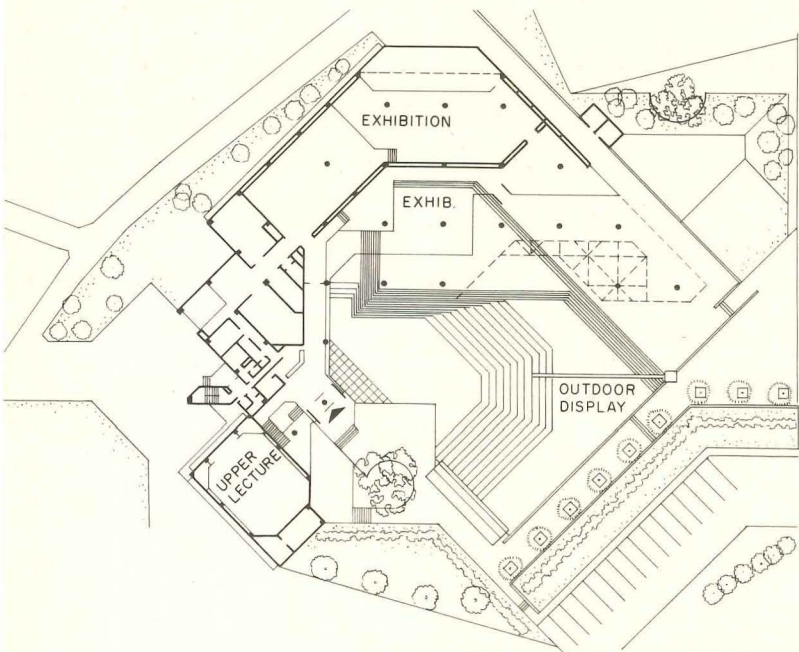 EXHIBITION
EXHIB.
OUTDOOR
DISPLAY
UPPER
LECTURE